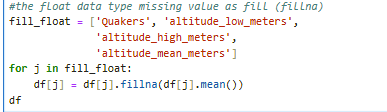 #the float data type missing value as fill (fillna)
fill_float = ['Quakers', 'altitude_low_meters',
'altitude_high_meters',
'altitude_mean_meters']
for j in fill_float:
df[j] = df[j].fillna(df[j].mean())
df